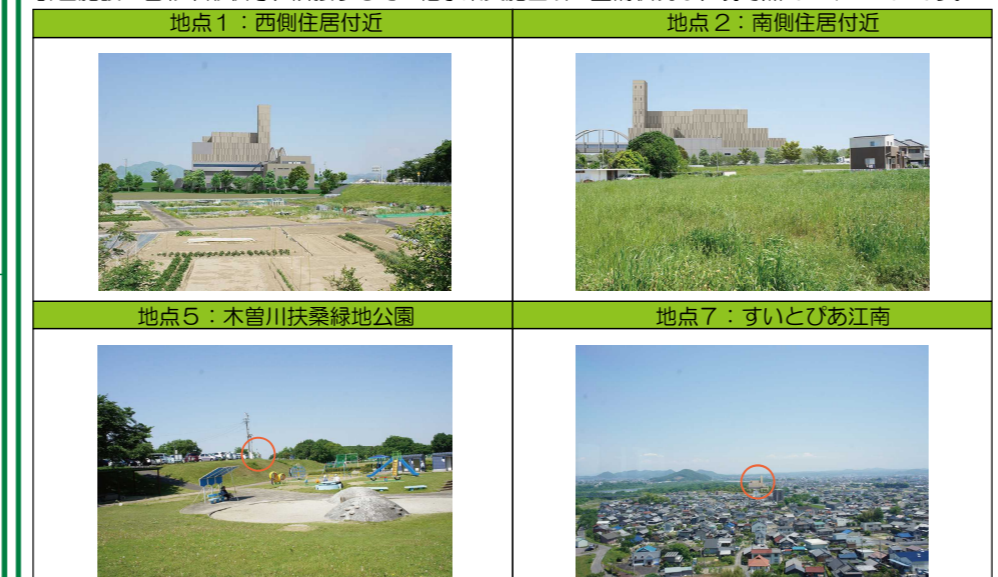 地点1：西側住居付近
地点2：南側住居付近
地点5：木曽川扶桑緑地公園
地点7：すいとぴあ江南